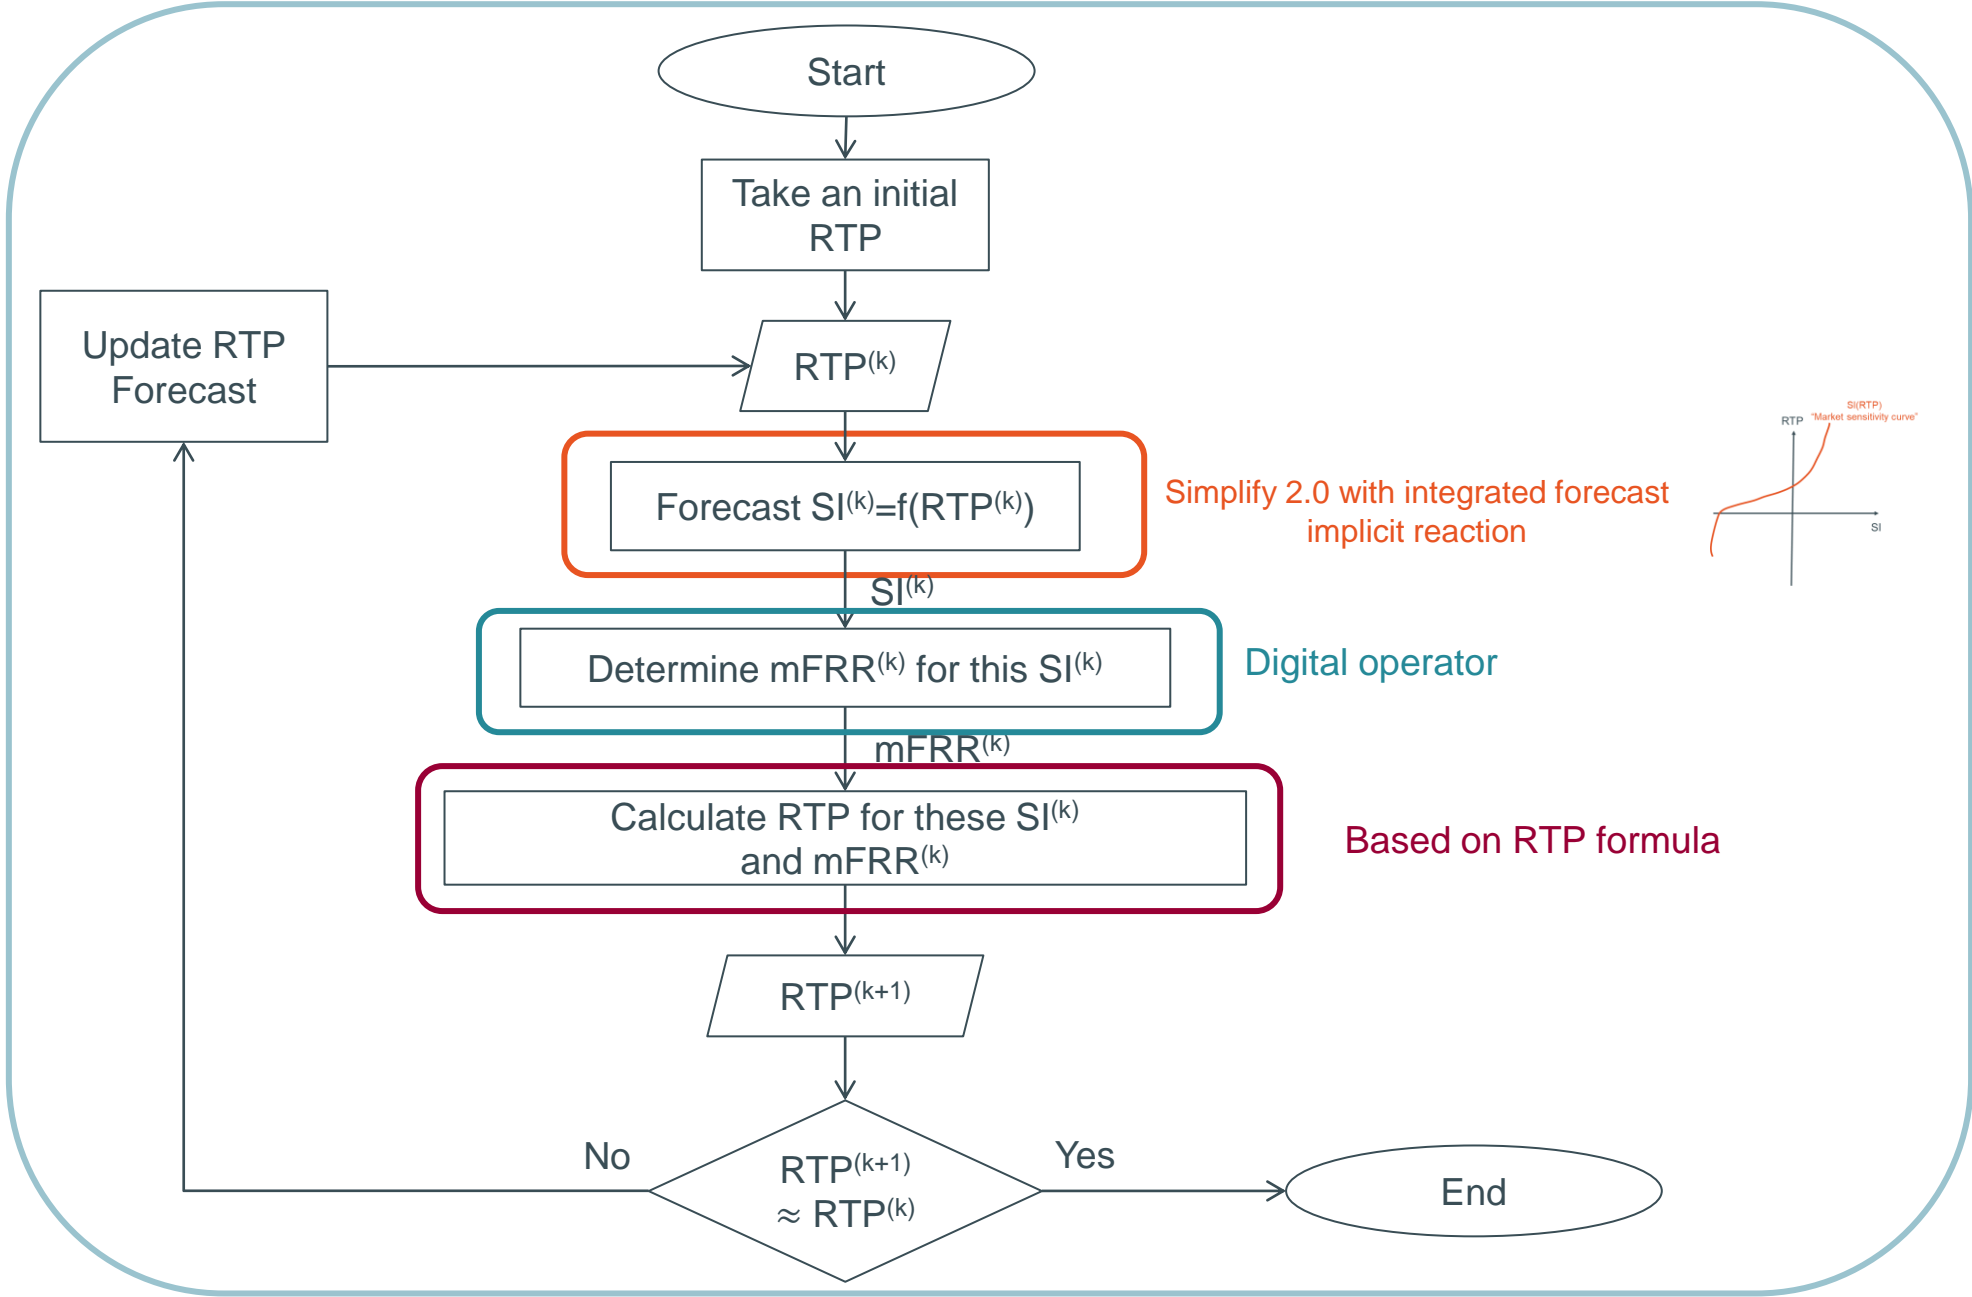 Start
Take an initial
RTP
Update RTP
Forecast
RTP⁽ᵏ⁾
SI(RTP)
"Market sensitivity curve"
RTP
SI
Forecast SI⁽ᵏ⁾=f(RTP⁽ᵏ⁾)
Simplify 2.0 with integrated forecast
implicit reaction
SI⁽ᵏ⁾
Determine mFRR⁽ᵏ⁾ for this SI⁽ᵏ⁾
Digital operator
mFRR⁽ᵏ⁾
Calculate RTP for these SI⁽ᵏ⁾
and mFRR⁽ᵏ⁾
Based on RTP formula
RTP⁽ᵏ⁺¹⁾
No
RTP⁽ᵏ⁺¹⁾
≈ RTP⁽ᵏ⁾
Yes
End